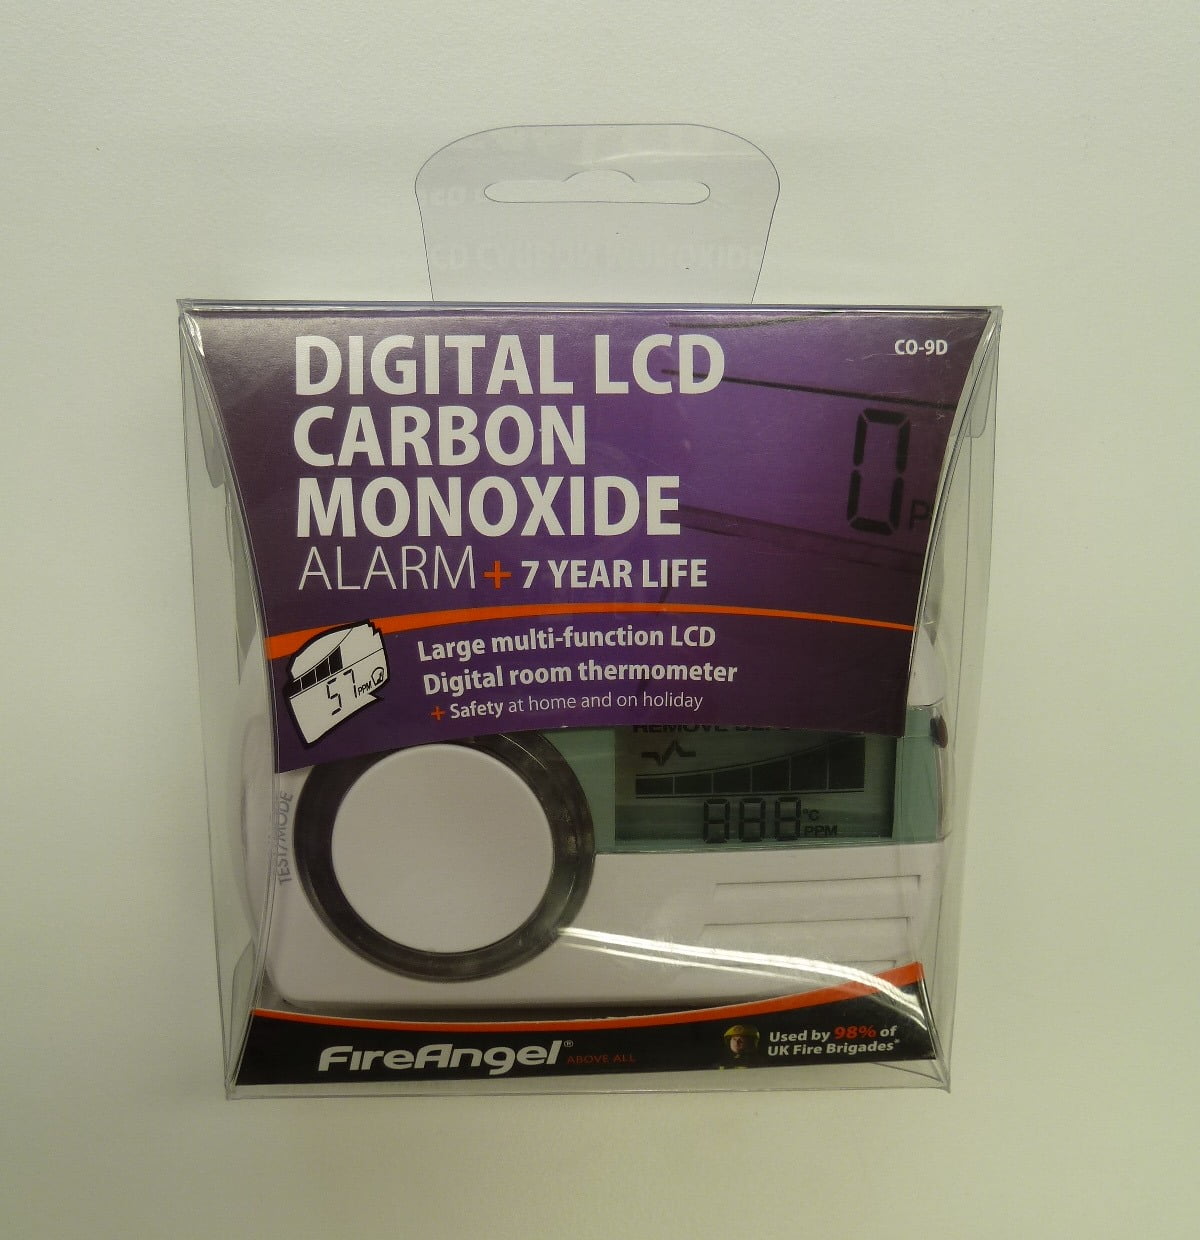 DIGITAL LCD
CARBON
MONOXIDE
ALARM + 7 YEAR LIFE
CO-9D
0
Large multi-function LCD
Digital room thermometer
+ Safety at home and on holiday
57 PPM
REMOVE
888 °C
PPM
TEST/MODE
FireAngel® ABOVE ALL
Used by 98% of
UK Fire Brigades*